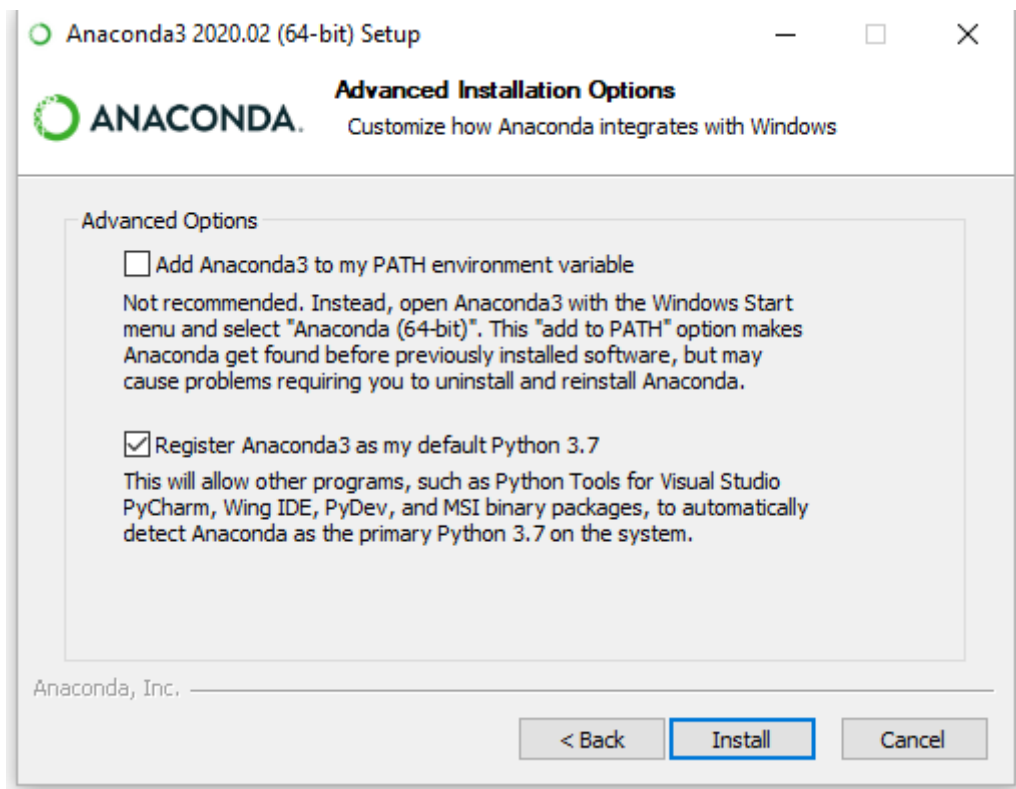 Anaconda3 2020.02 (64-bit) Setup
ANACONDA.
Advanced Installation Options
Customize how Anaconda integrates with Windows
Advanced Options
Add Anaconda3 to my PATH environment variable
Not recommended. Instead, open Anaconda3 with the Windows Start
menu and select "Anaconda (64-bit)". This "add to PATH" option makes
Anaconda get found before previously installed software, but may
cause problems requiring you to uninstall and reinstall Anaconda.
Register Anaconda3 as my default Python 3.7
This will allow other programs, such as Python Tools for Visual Studio
PyCharm, Wing IDE, PyDev, and MSI binary packages, to automatically
detect Anaconda as the primary Python 3.7 on the system.
Anaconda, Inc.
< Back Install Cancel